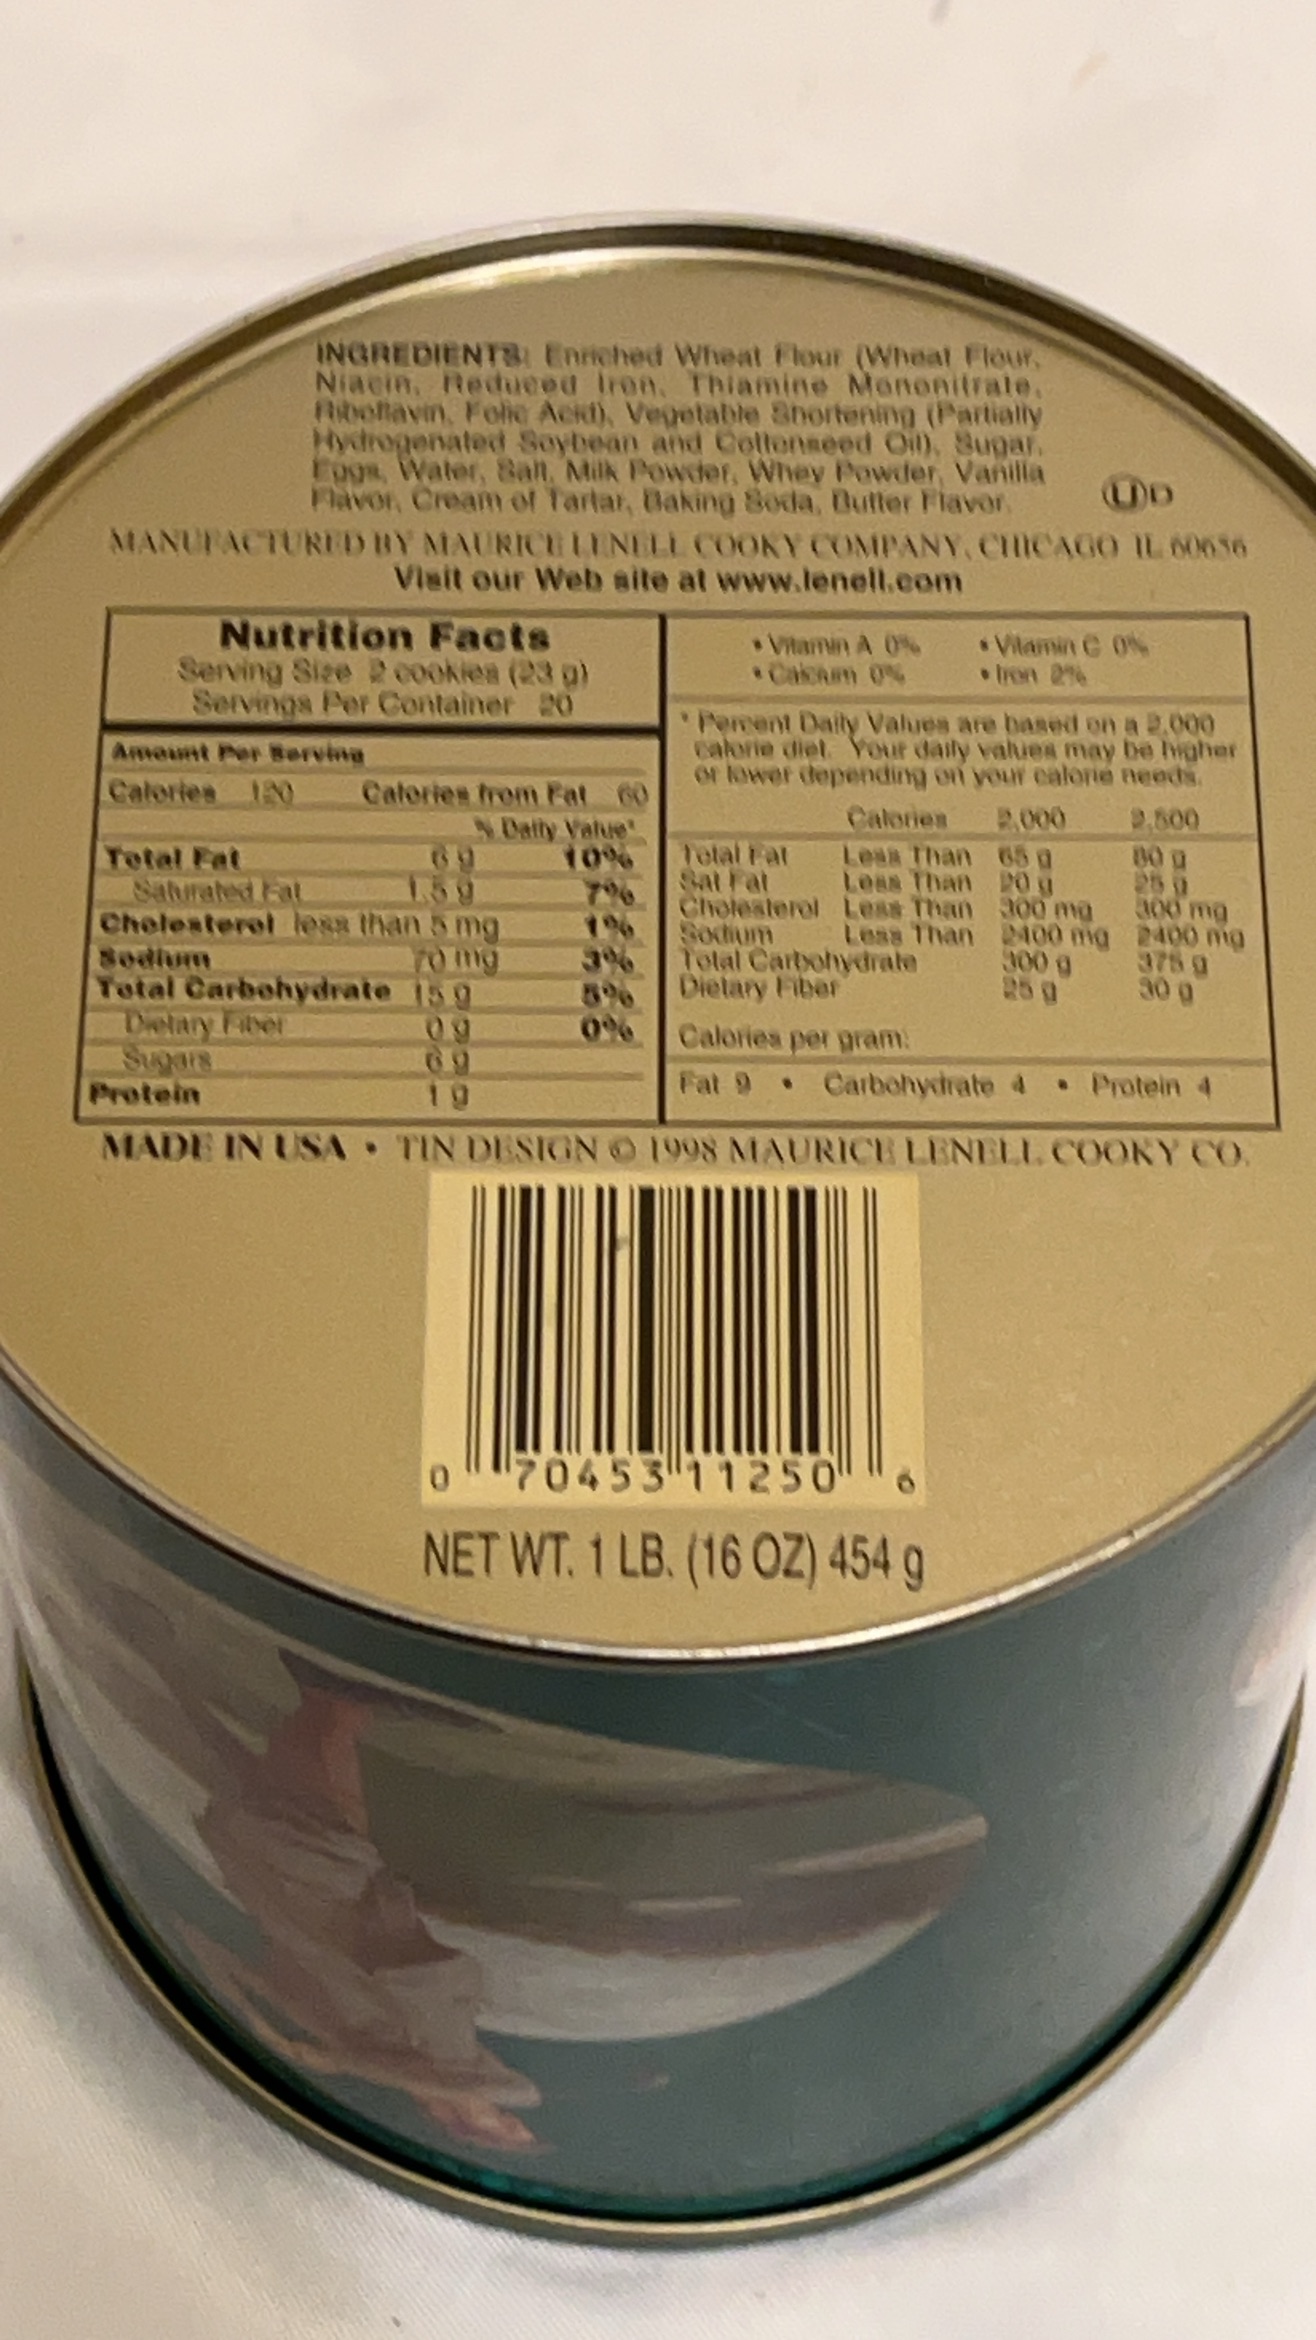 INGREDIENTS: Enriched Wheat Flour (Wheat Flour,
Niacin, Reduced Iron, Thiamine Mononitrate,
Riboflavin, Folic Acid), Vegetable Shortening (Partially
Hydrogenated Soybean and Cottonseed Oil), Sugar,
Eggs, Water, Salt, Milk Powder, Whey Powder, Vanilla
Flavor, Cream of Tartar, Baking Soda, Butter Flavor.
U D
MANUFACTURED BY MAURICE LENELL COOKY COMPANY, CHICAGO IL 60656
Visit our Web site at www.lenell.com
Nutrition Facts
Serving Size 2 cookies (23 g)
Servings Per Container 20
Amount Per Serving
Calories 120 Calories from Fat 60
% Daily Value*
Total Fat 6 g 10%
Saturated Fat 1.5 g 7%
Cholesterol less than 5 mg 1%
Sodium 70 mg 3%
Total Carbohydrate 15 g 5%
Dietary Fiber 0 g 0%
Sugars 6 g
Protein 1 g
• Vitamin A 0% • Vitamin C 0%
• Calcium 0% • Iron 2%
* Percent Daily Values are based on a 2,000
calorie diet. Your daily values may be higher
or lower depending on your calorie needs.
Calories 2,000 2,500
Total Fat Less Than 65 g 80 g
Sat Fat Less Than 20 g 25 g
Cholesterol Less Than 300 mg 300 mg
Sodium Less Than 2400 mg 2400 mg
Total Carbohydrate 300 g 375 g
Dietary Fiber 25 g 30 g
Calories per gram:
Fat 9 • Carbohydrate 4 • Protein 4
MADE IN USA • TIN DESIGN © 1998 MAURICE LENELL COOKY CO.
0 70453 11250 6
NET WT. 1 LB. (16 OZ) 454 g